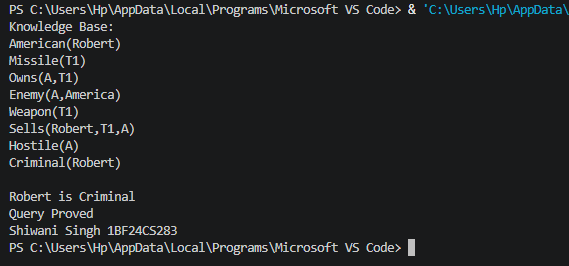 PS C:\Users\Hp\AppData\Local\Programs\Microsoft VS Code> & 'C:\Users\Hp\AppData\
Knowledge Base:
American(Robert)
Missile(T1)
Owns(A,T1)
Enemy(A,America)
Weapon(T1)
Sells(Robert,T1,A)
Hostile(A)
Criminal(Robert)
Robert is Criminal
Query Proved
Shiwani Singh 1BF24CS283
PS C:\Users\Hp\AppData\Local\Programs\Microsoft VS Code>